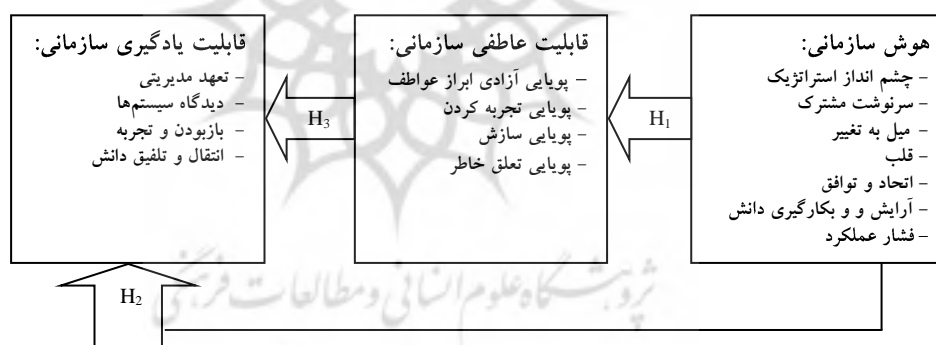 هوش سازمانی:
– چشم انداز استراتژیک
– سرنوشت مشترک
– میل به تغییر
– قلب
– اتحاد و توافق
– آرایش و و بکارگیری دانش
– فشار عملکرد
H1
قابلیت عاطفی سازمانی:
– پویایی آزادی ابراز عواطف
– پویایی تجربه کردن
– پویایی سازش
– پویایی تعلق خاطر
H3
قابلیت یادگیری سازمانی:
– تعهد مدیریتی
– دیدگاه سیستم‌ها
– بازبودن و تجربه
– انتقال و تلفیق دانش
H2
پژوهشگاه علوم انسانی و مطالعات فرهنگی